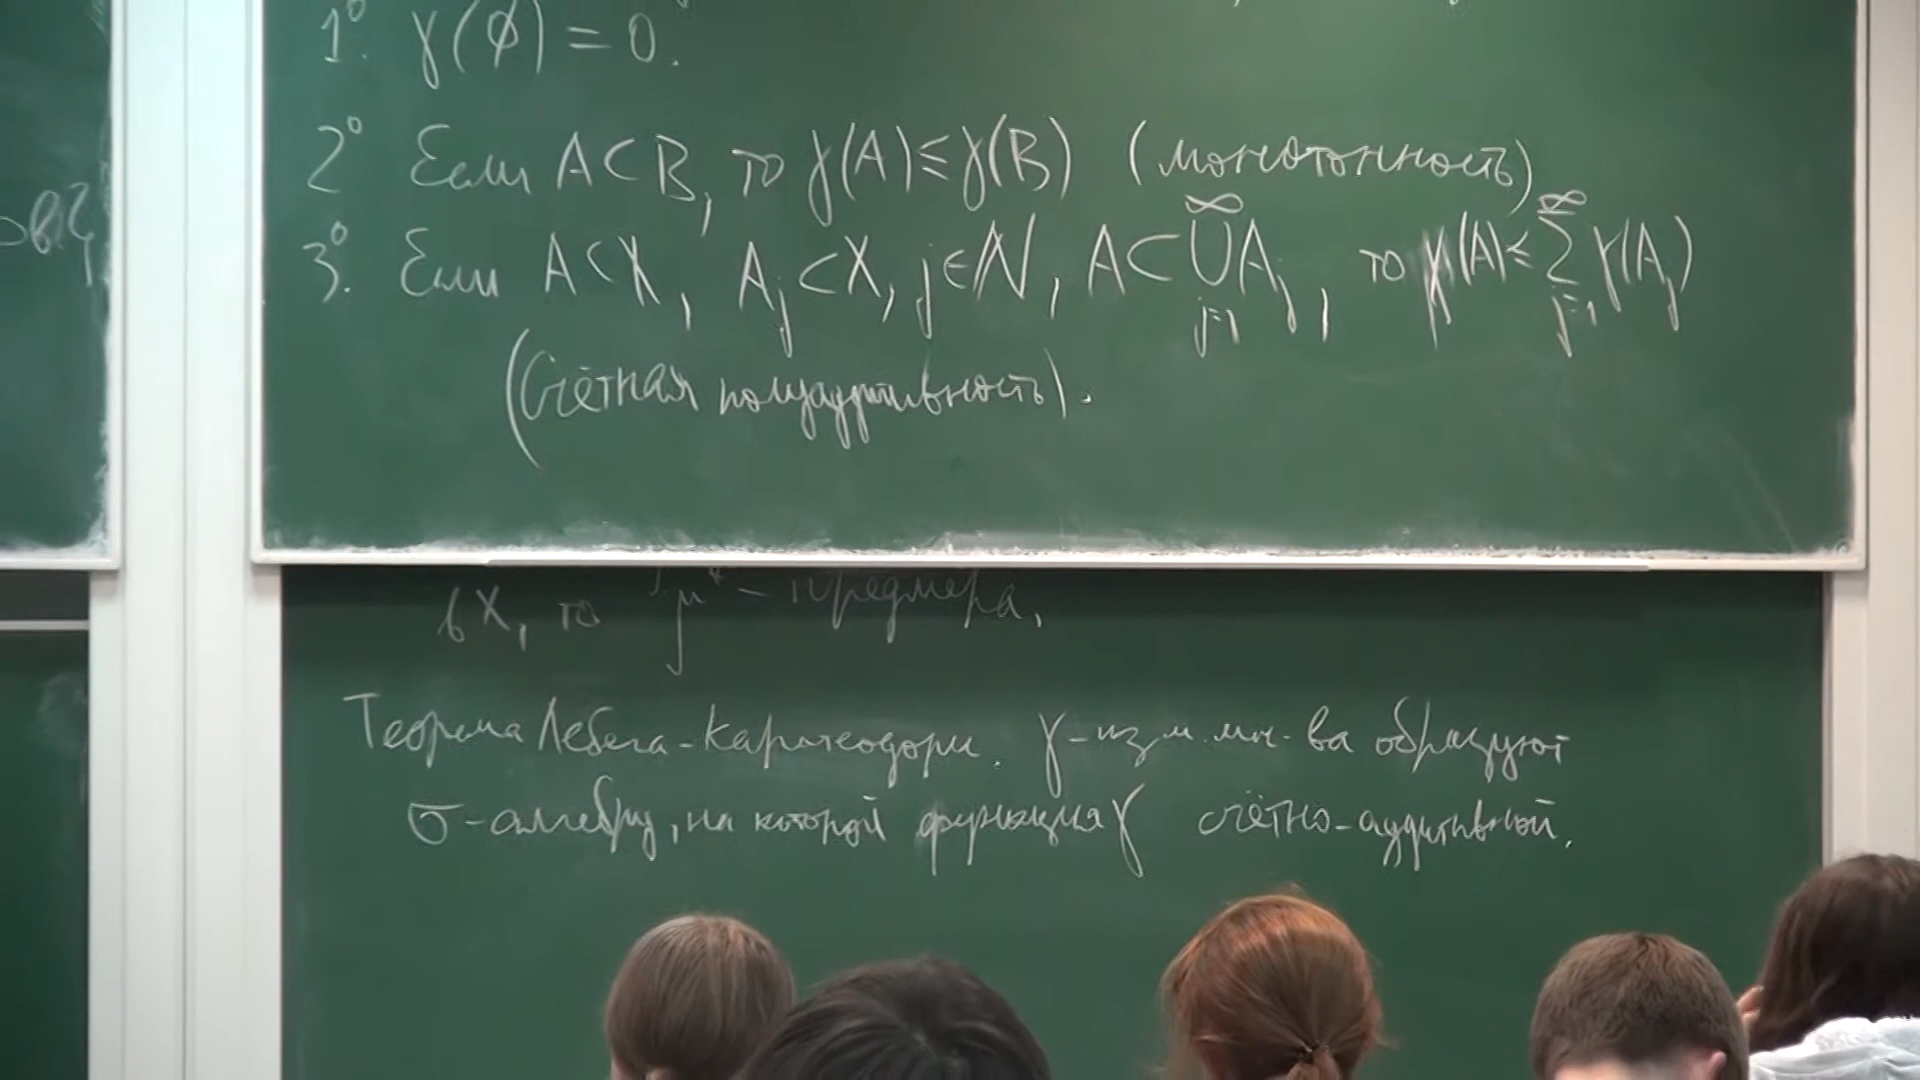 1°. γ(∅) = 0.
2° Если A⊂B, то γ(A)≤γ(B) (монотонность)
3°. Если A⊂X, A_j⊂X, j∈N, A⊂⋃_{j=1}^{∞}A_j, то γ(A)≤∑_{j=1}^{∞}γ(A_j)
(Счётная полуаддитивность).
в X, то μ* – предмера.
Теорема Лебега-Каратеодори. γ-изм. мн-ва образуют
σ-алгебру, на которой функция γ счётно-аддитивной.